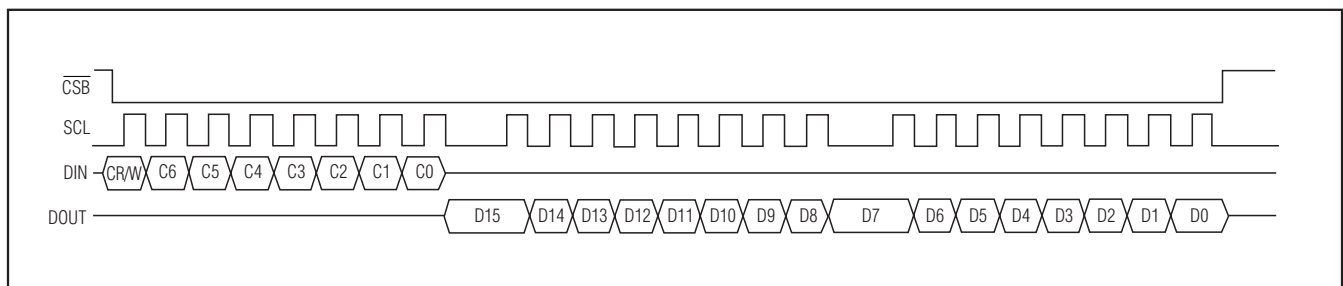 CSB
SCL
DIN CR/W C6 C5 C4 C3 C2 C1 C0
DOUT D15 D14 D13 D12 D11 D10 D9 D8 D7 D6 D5 D4 D3 D2 D1 D0